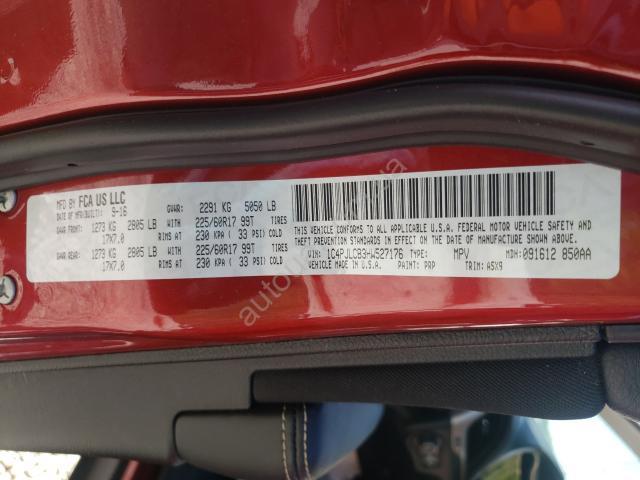 MFD BY FCA US LLC
DATE OF MFR/BUILT: 9-16 GVWR: 2291 KG 5050 LB
GAWR FRONT: 1273 KG 2805 LB 225/60R17 99T TIRES
17X7.0 RIMS AT 230 KPA ( 33 PSI) COLD
GAWR REAR: 1273 KG 2805 LB 225/60R17 99T TIRES
17X7.0 RIMS AT 230 KPA ( 33 PSI) COLD
THIS VEHICLE CONFORMS TO ALL APPLICABLE U.S.A. FEDERAL MOTOR VEHICLE SAFETY AND
THEFT PREVENTION STANDARDS IN EFFECT ON THE DATE OF MANUFACTURE SHOWN ABOVE.
VIN: 1C4PJLCB3HW527176 TYPE: MPV MDH: 091612 850AA
VEHICLE MADE IN U.S.A. PAINT: PRP TRIM: A5X9